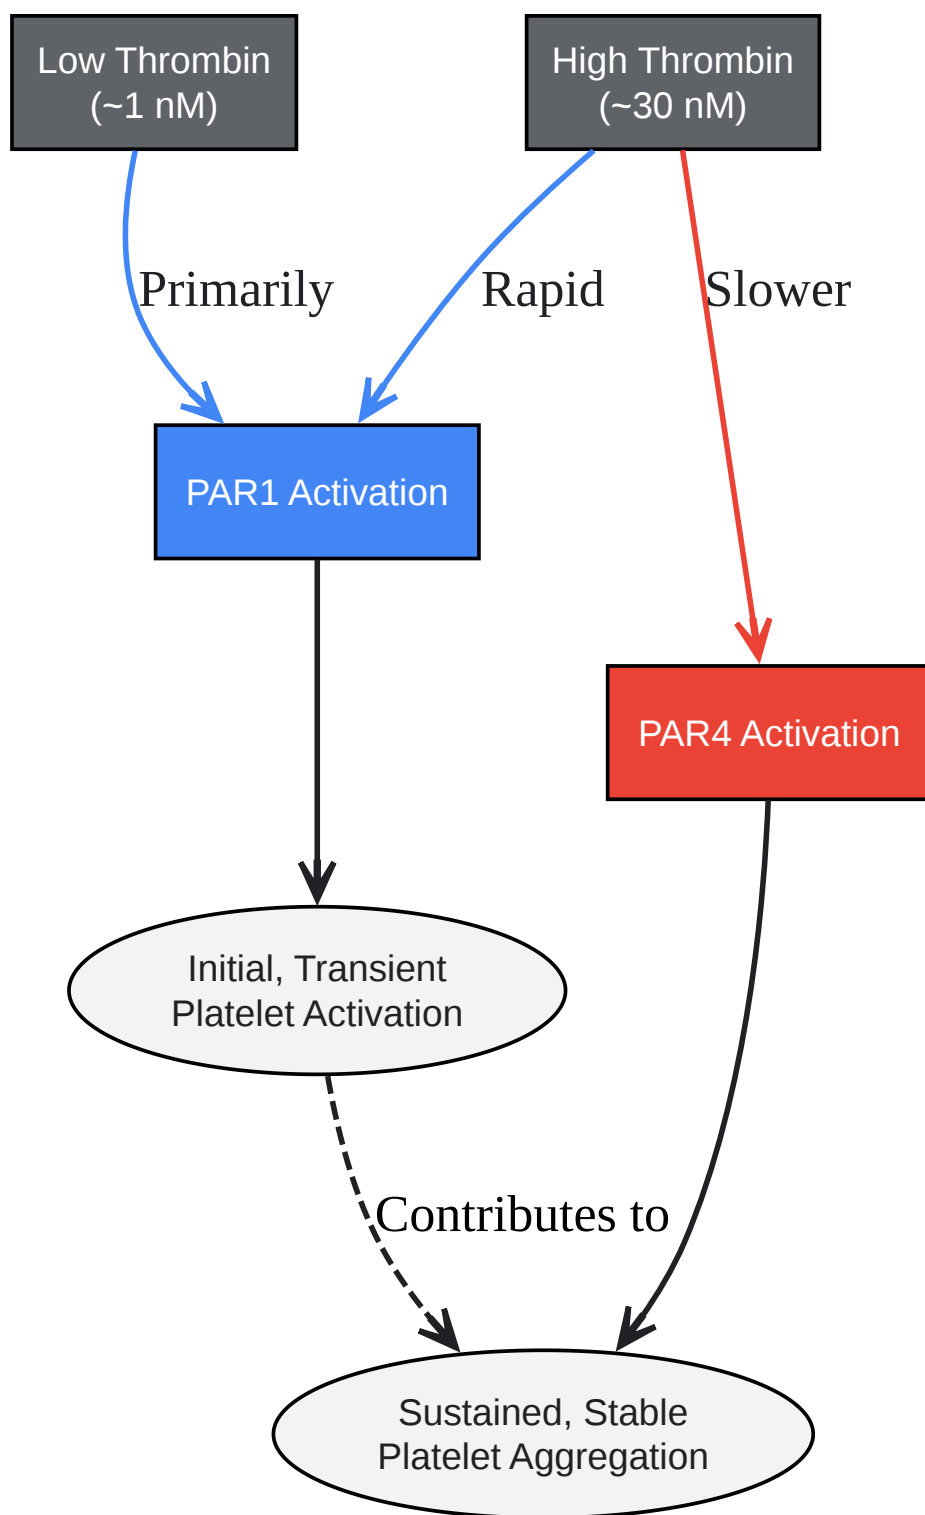 Low Thrombin
(~1 nM)
High Thrombin
(~30 nM)
Primarily
Rapid
Slower
PAR1 Activation
PAR4 Activation
Initial, Transient
Platelet Activation
Contributes to
Sustained, Stable
Platelet Aggregation